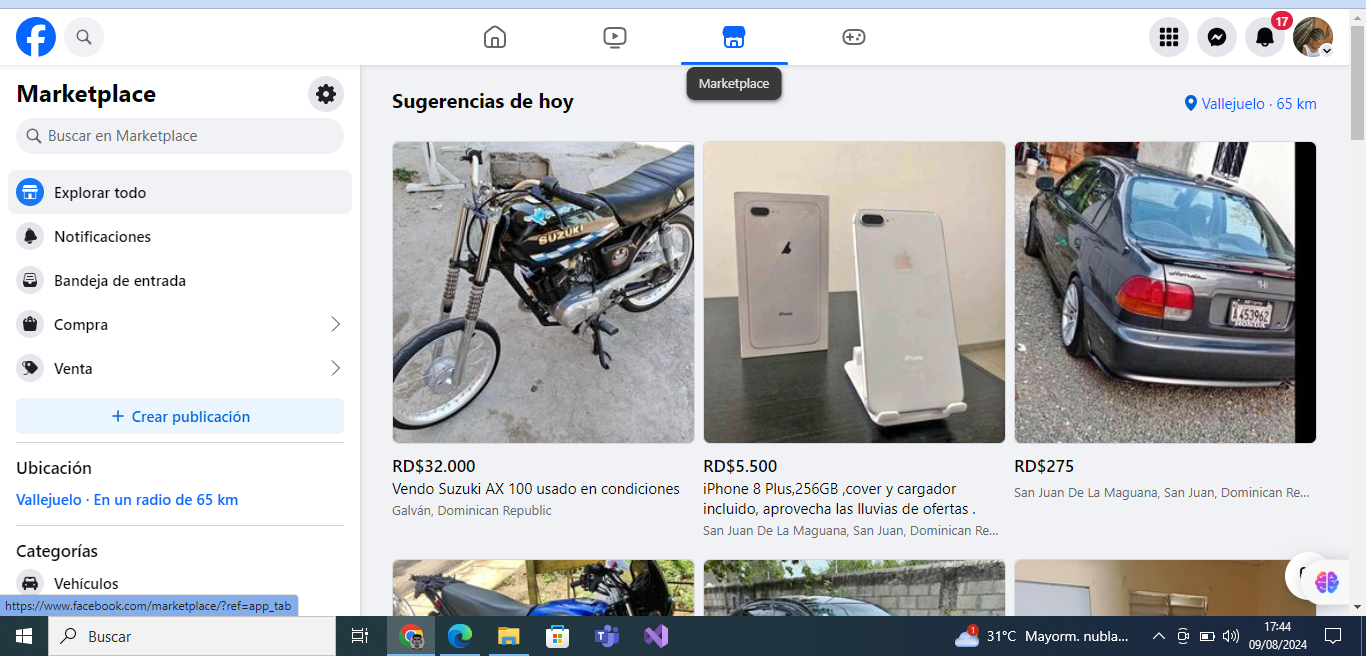 17
Marketplace
Marketplace
Buscar en Marketplace
Explorar todo
Notificaciones
Bandeja de entrada
Compra
Venta
+ Crear publicación
Ubicación
Vallejuelo · En un radio de 65 km
Categorías
Vehículos
https://www.facebook.com/marketplace/?ref=app_tab
Sugerencias de hoy
Vallejuelo · 65 km
SUZUKI
iPhone
iPhone
Honda
A453962
HONDA
RD$32.000
Vendo Suzuki AX 100 usado en condiciones
Galván, Dominican Republic
RD$5.500
iPhone 8 Plus,256GB ,cover y cargador
incluido, aprovecha las lluvias de ofertas .
San Juan De La Maguana, San Juan, Dominican Re...
RD$275
San Juan De La Maguana, San Juan, Dominican Re...
Buscar
1
31°C Mayorm. nubla...
17:44
09/08/2024